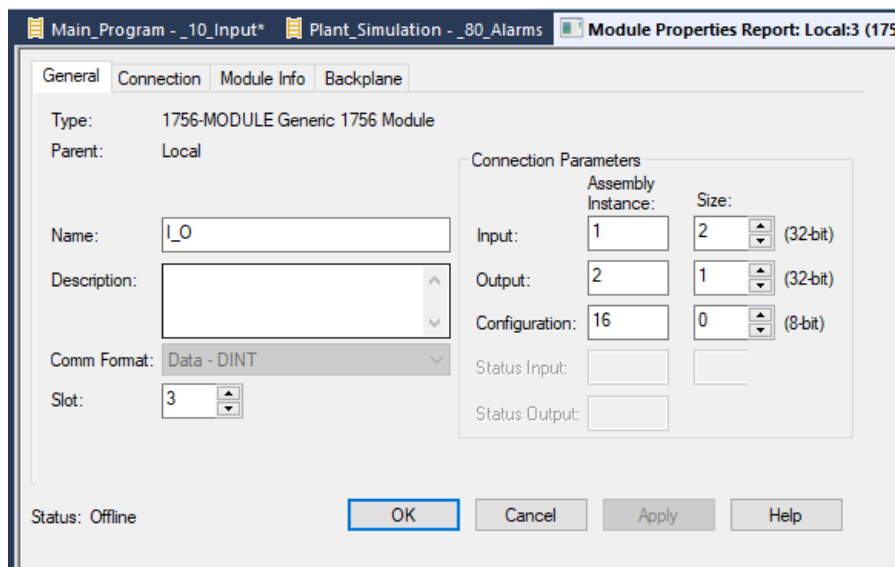 Main_Program - _10_Input* Plant_Simulation - _80_Alarms Module Properties Report: Local:3 (175
General Connection Module Info Backplane
Type: 1756-MODULE Generic 1756 Module
Parent: Local
Connection Parameters
Assembly Instance: Size:
Name: I_O
Input: 1 2 (32-bit)
Description:
Output: 2 1 (32-bit)
Configuration: 16 0 (8-bit)
Comm Format: Data - DINT
Status Input:
Slot: 3
Status Output:
Status: Offline OK Cancel Apply Help